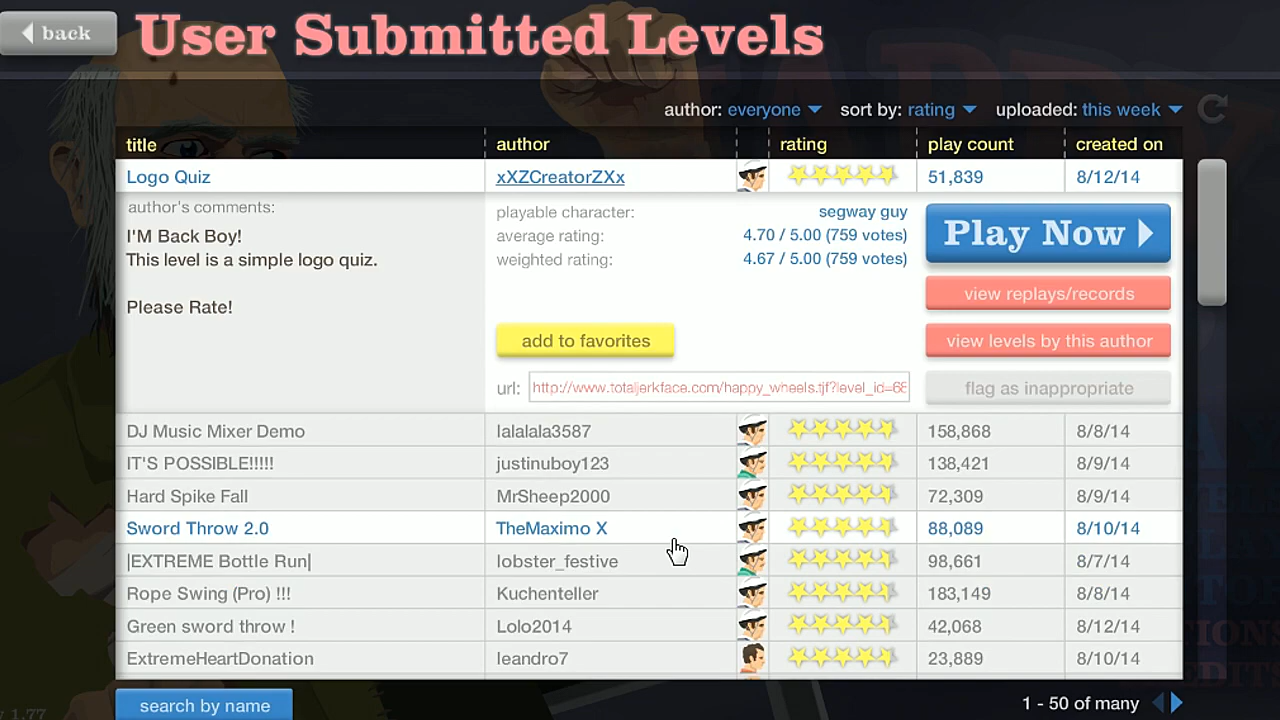 back
User Submitted Levels
author: everyone sort by: rating uploaded: this week
title author rating play count created on
Logo Quiz xXZCreatorZXx 51,839 8/12/14
author's comments:
I'M Back Boy!
This level is a simple logo quiz.
Please Rate!
playable character: segway guy
average rating: 4.70 / 5.00 (759 votes)
weighted rating: 4.67 / 5.00 (759 votes)
add to favorites
url: http://www.totaljerkface.com/happy_wheels.tjf?level_id=68
Play Now
view replays/records
view levels by this author
flag as inappropriate
DJ Music Mixer Demo lalalala3587 158,868 8/8/14
IT'S POSSIBLE!!!!! justinuboy123 138,421 8/9/14
Hard Spike Fall MrSheep2000 72,309 8/9/14
Sword Throw 2.0 TheMaximo X 88,089 8/10/14
|EXTREME Bottle Run| lobster_festive 98,661 8/7/14
Rope Swing (Pro) !!! Kuchenteller 183,149 8/8/14
Green sword throw ! Lolo2014 42,068 8/12/14
ExtremeHeartDonation leandro7 23,889 8/10/14
search by name
1 - 50 of many
1.77